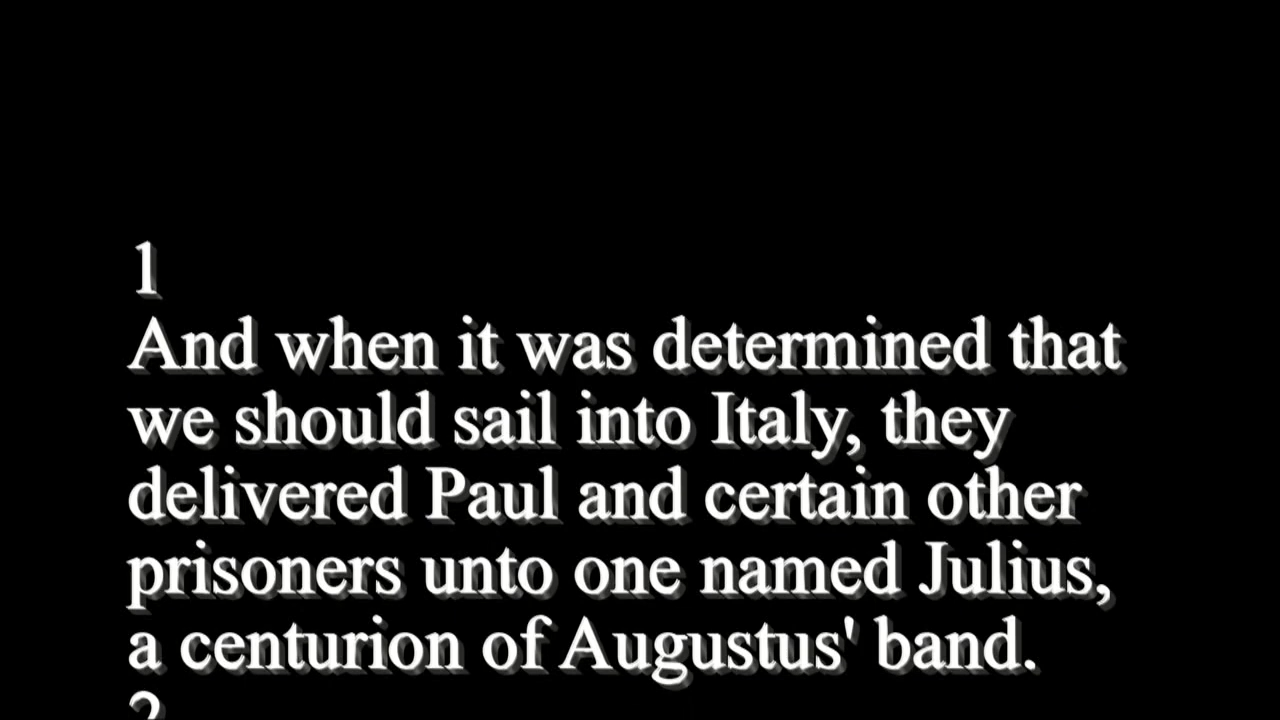 1
And when it was determined that
we should sail into Italy, they
delivered Paul and certain other
prisoners unto one named Julius,
a centurion of Augustus' band.
2